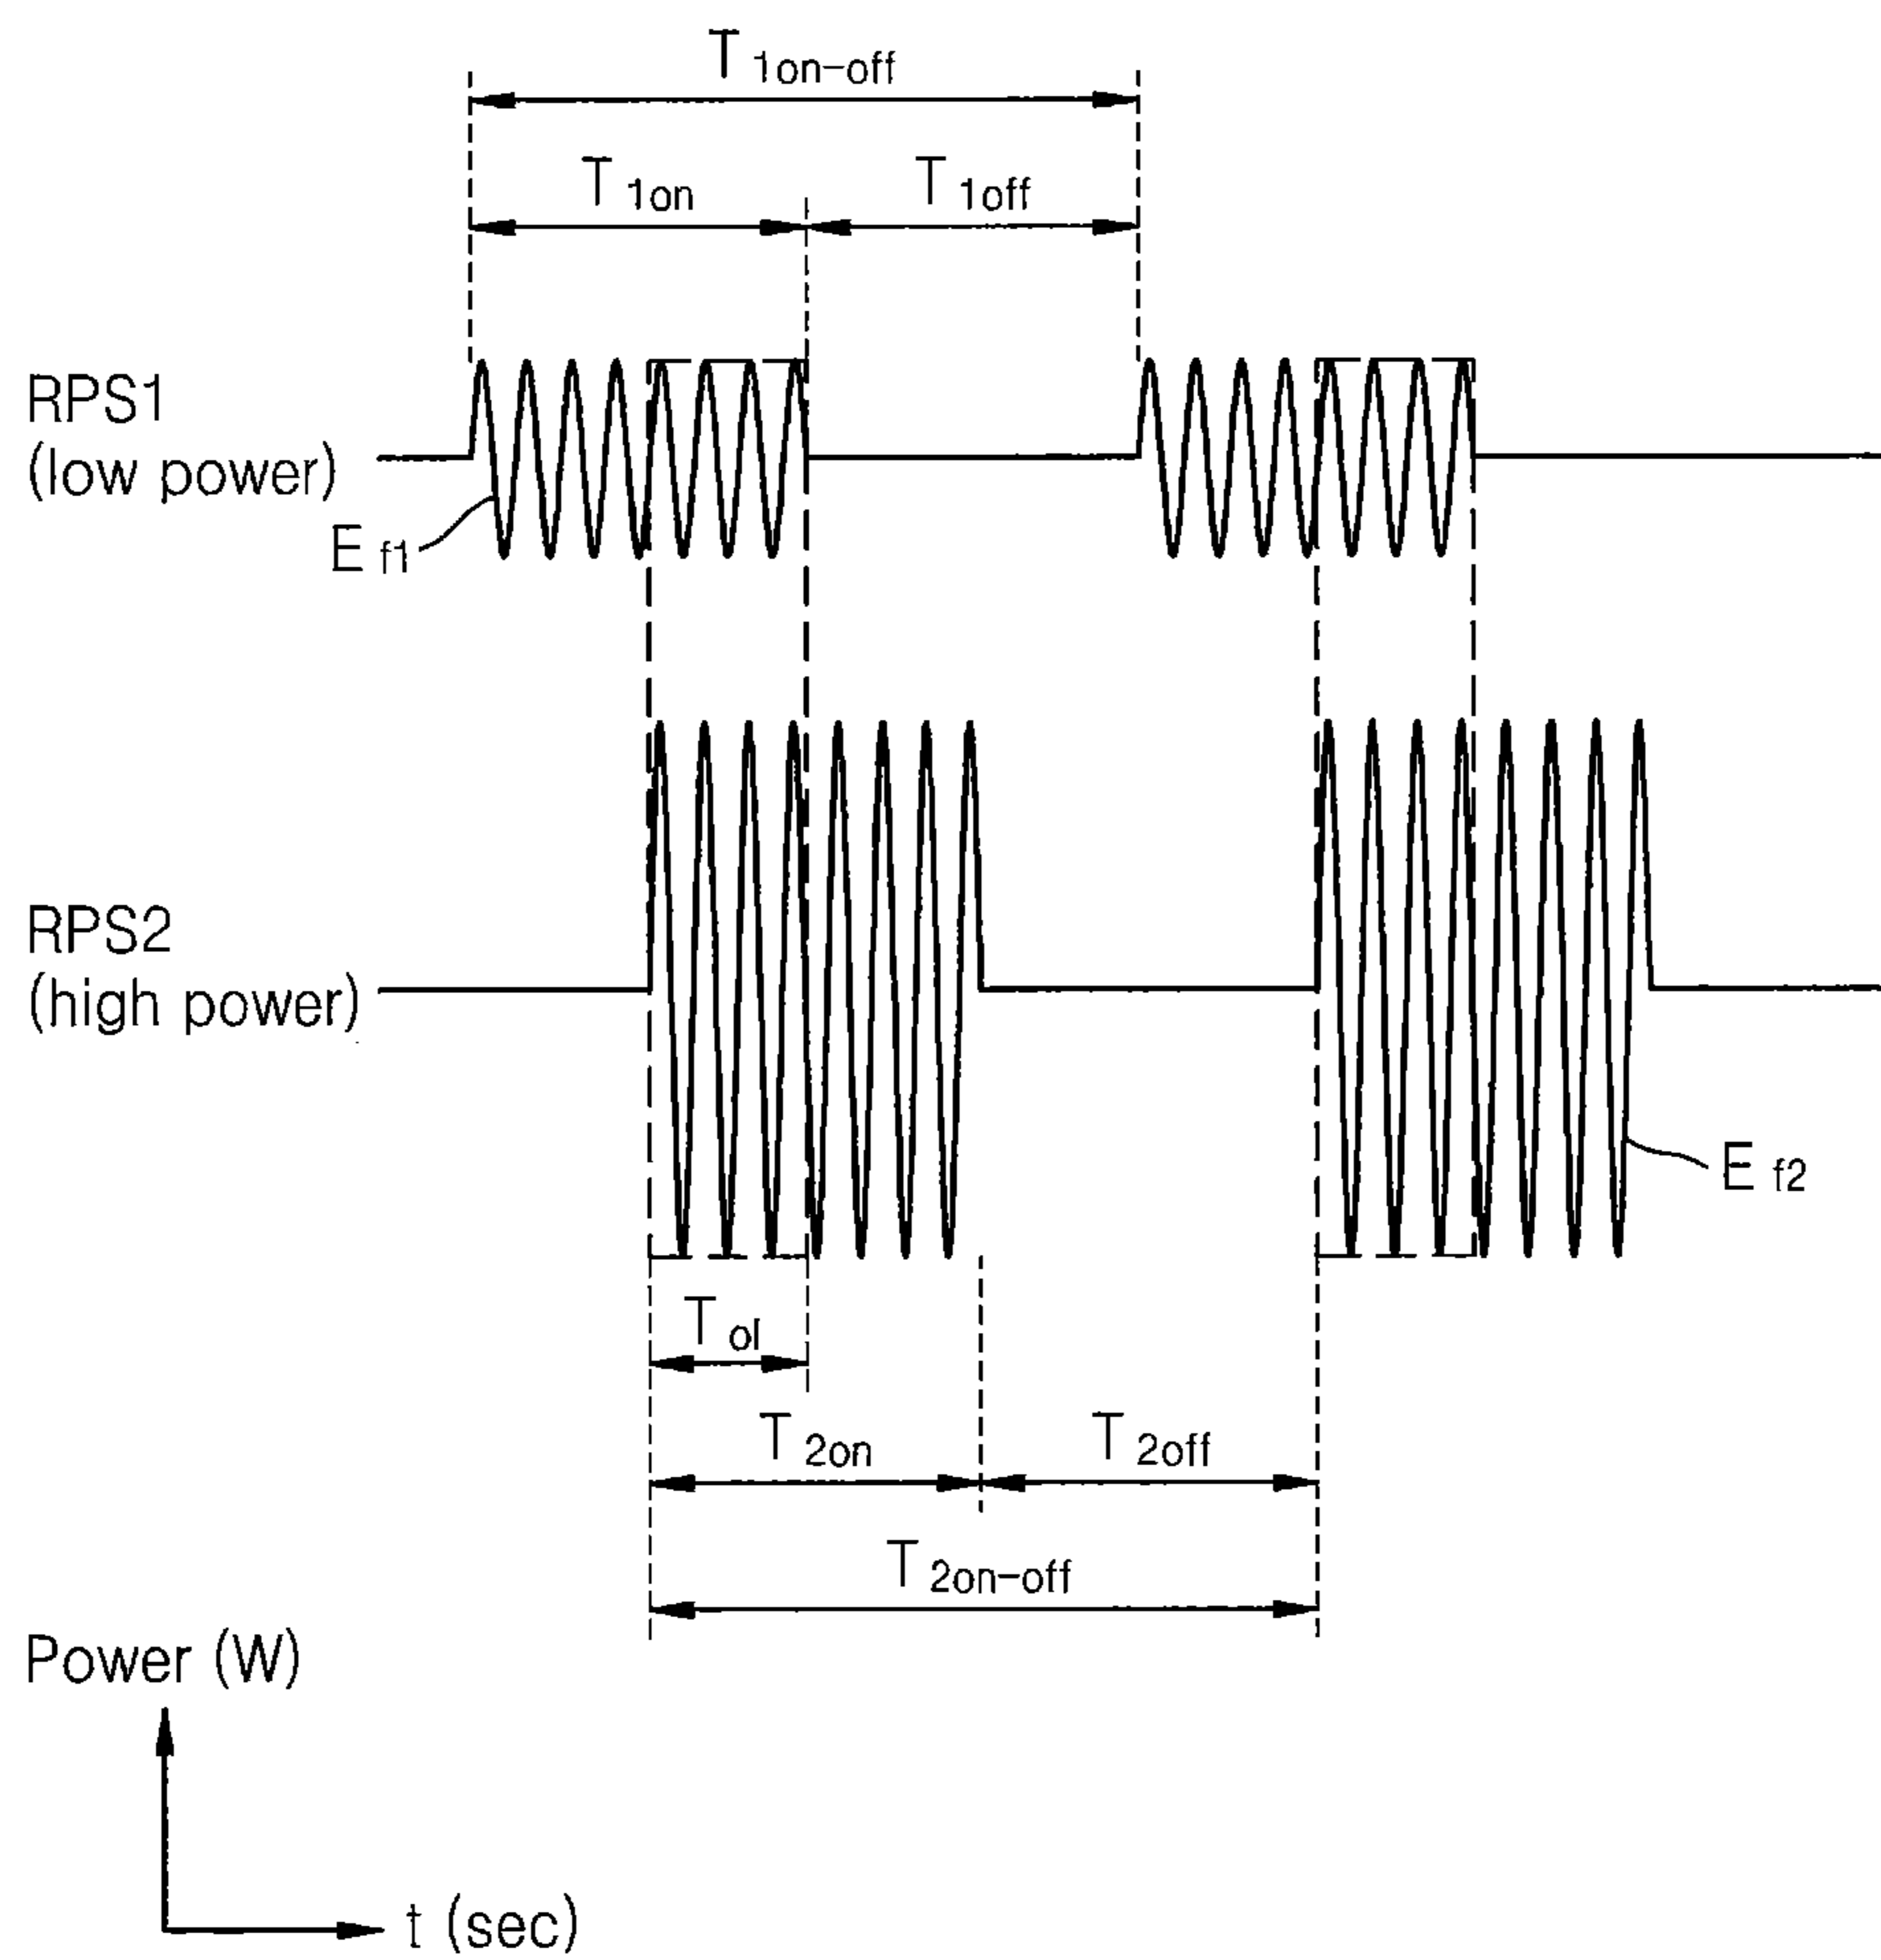 T 1on-off
T 1on
T 1off
RPS1
(low power)
E f1
RPS2
(high power)
E f2
T ol
T 2on
T 2off
T 2on-off
Power (W)
t (sec)